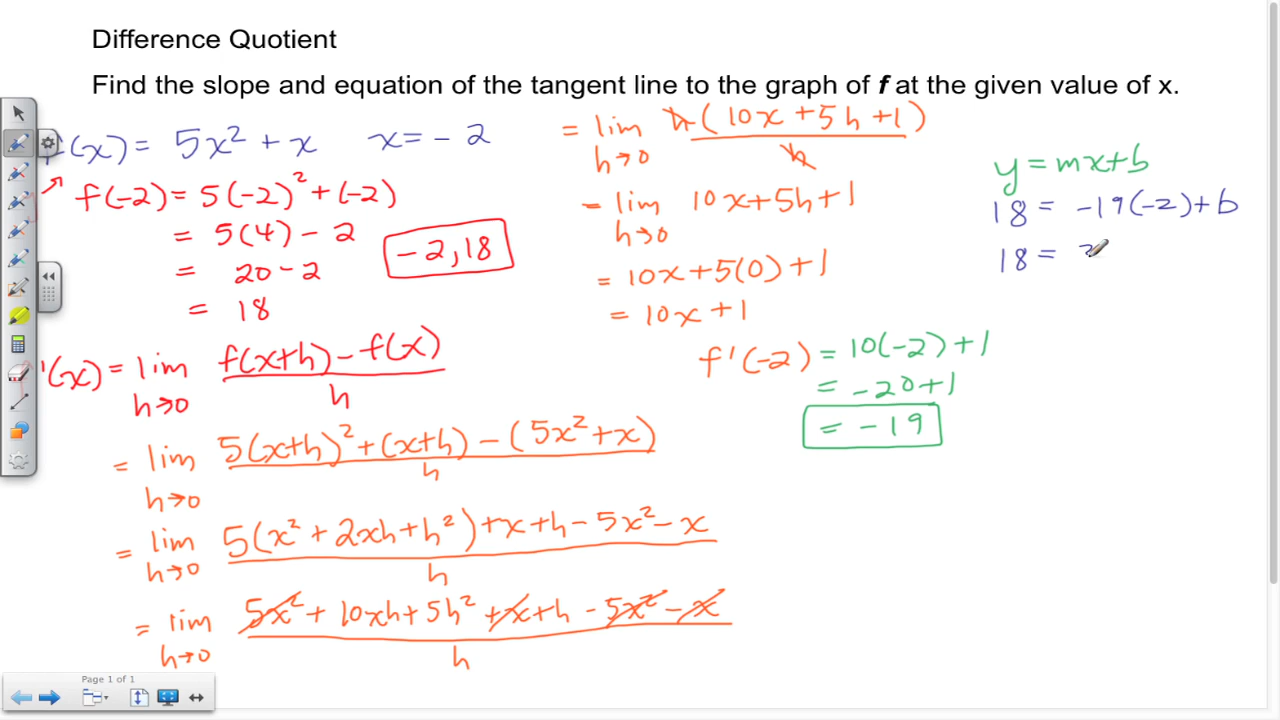 Difference Quotient
Find the slope and equation of the tangent line to the graph of f at the given value of x.
f(x) = 5x² + x    x = -2
f(-2) = 5(-2)² + (-2)
= 5(4) - 2
= 20 - 2
= 18
-2, 18
'(x) = lim h→0 f(x+h) - f(x) / h
= lim h→0 5(x+h)² + (x+h) - (5x² + x) / h
= lim h→0 5(x² + 2xh + h²) + x + h - 5x² - x / h
= lim h→0 5x² + 10xh + 5h² + x + h - 5x² - x / h
= lim h→0 h(10x + 5h + 1) / h
= lim h→0 10x + 5h + 1
= 10x + 5(0) + 1
= 10x + 1
f'(-2) = 10(-2) + 1
= -20 + 1
= -19
y = mx + b
18 = -19(-2) + b
18 =
Page 1 of 1